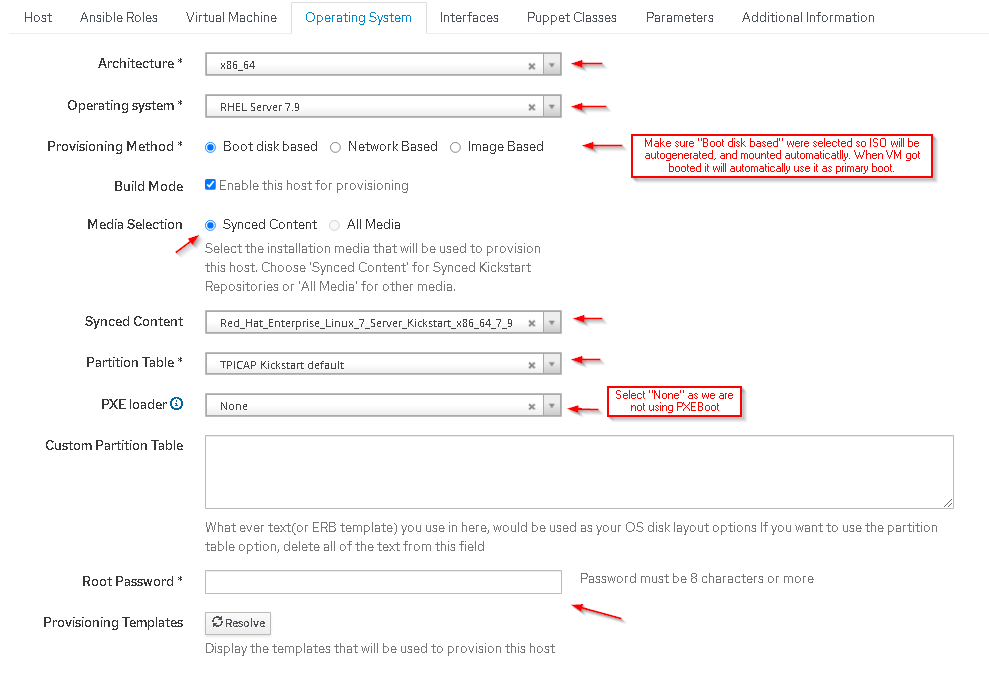 Host Ansible Roles Virtual Machine Operating System Interfaces Puppet Classes Parameters Additional Information
Architecture * x86_64
Operating system * RHEL Server 7.9
Provisioning Method * Boot disk based Network Based Image Based
Make sure "Boot disk based" were selected so ISO will be
autogenerated, and mounted automaticatlly. When VM got
booted it will automatically use it as primary boot.
Build Mode Enable this host for provisioning
Media Selection Synced Content All Media
Select the installation media that will be used to provision
this host. Choose 'Synced Content' for Synced Kickstart
Repositories or 'All Media' for other media.
Synced Content Red_Hat_Enterprise_Linux_7_Server_Kickstart_x86_64_7_9
Partition Table * TPICAP Kickstart default
PXE loader None
Select "None" as we are
not using PXEBoot
Custom Partition Table
What ever text(or ERB template) you use in here, would be used as your OS disk layout options If you want to use the partition
table option, delete all of the text from this field
Root Password * Password must be 8 characters or more
Provisioning Templates Resolve
Display the templates that will be used to provision this host